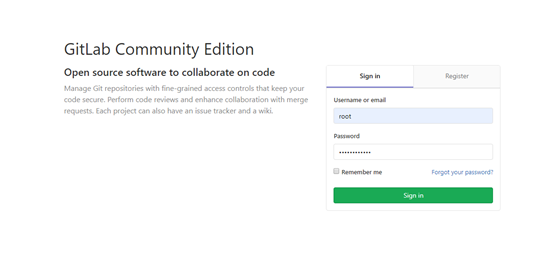 GitLab Community Edition
Open source software to collaborate on code
Manage Git repositories with fine-grained access controls that keep your
code secure. Perform code reviews and enhance collaboration with merge
requests. Each project can also have an issue tracker and a wiki.
Sign in
Register
Username or email
root
Password
••••••••••••
Remember me
Forgot your password?
Sign in